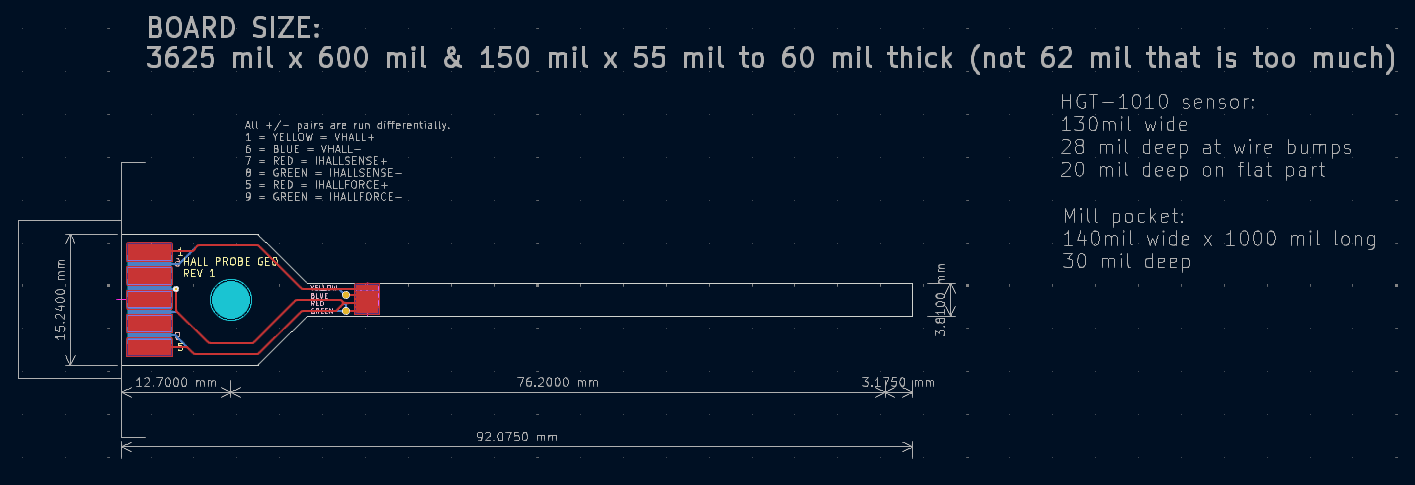 BOARD SIZE:
3625 mil x 600 mil & 150 mil x 55 mil to 60 mil thick (not 62 mil that is too much)
HGT-1010 sensor:
130mil wide
28 mil deep at wire bumps
20 mil deep on flat part
Mill pocket:
140mil wide x 1000 mil long
30 mil deep
All +/- pairs are run differentially.
1 = YELLOW = VHALL+
6 = BLUE = VHALL-
7 = RED = IHALLSENSE+
8 = GREEN = IHALLSENSE-
5 = RED = IHALLFORCE+
9 = GREEN = IHALLFORCE-
1
HALL PROBE GEO
REV 1
YELLOW
BLUE
RED
GREEN
5
15.2400 mm
3.8100 mm
12.7000 mm
76.2000 mm
3.1750 mm
92.0750 mm